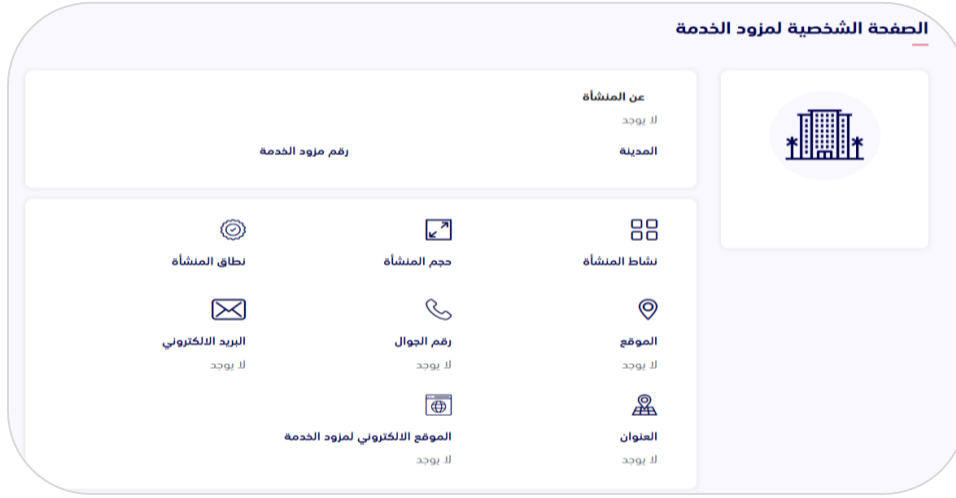 الصفحة الشخصية لمزود الخدمة
عن المنشأة
لا يوجد
المدينة
رقم مزود الخدمة
نشاط المنشأة
حجم المنشأة
نطاق المنشأة
الموقع
رقم الجوال
البريد الالكتروني
لا يوجد
لا يوجد
لا يوجد
العنوان
الموقع الالكتروني لمزود الخدمة
لا يوجد
لا يوجد